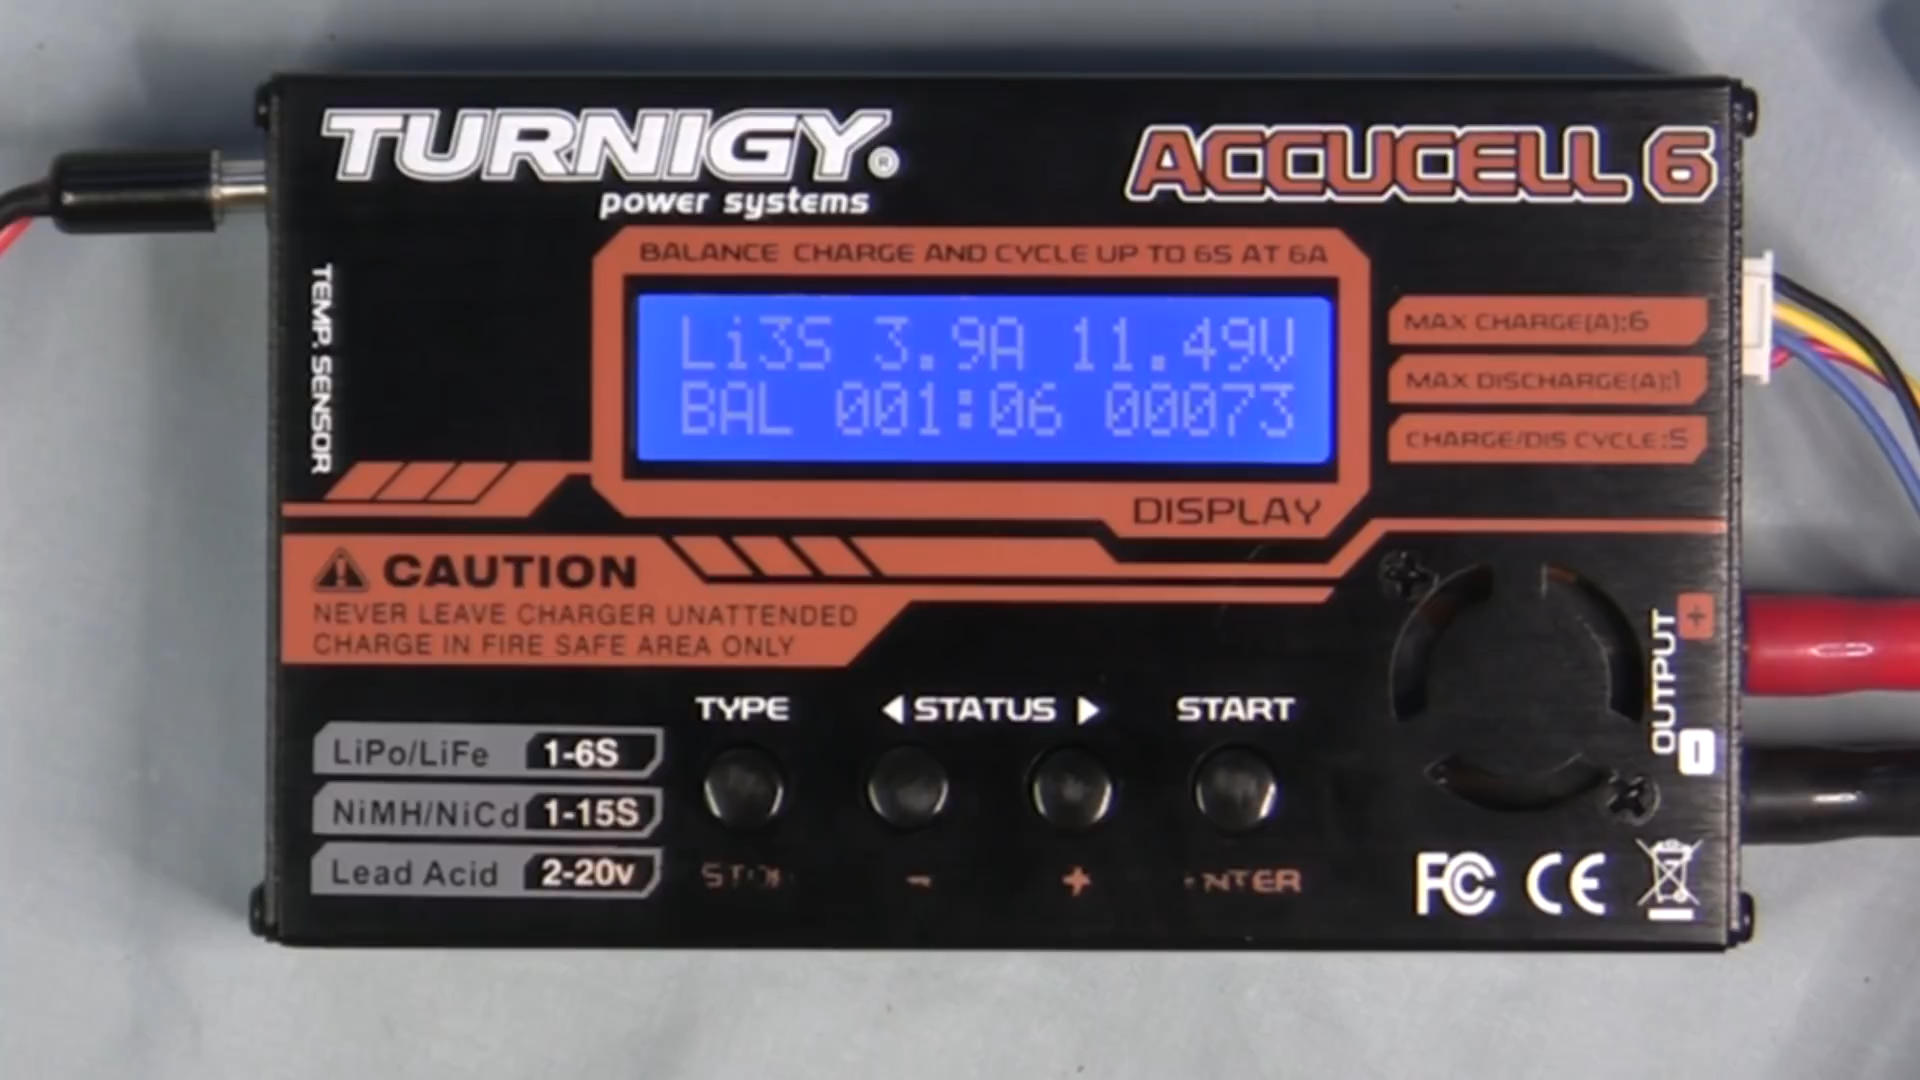 TURNIGY®
power systems
ACCUCELL 6
BALANCE CHARGE AND CYCLE UP TO 6S AT 6A
TEMP. SENSOR
Li3S 3.9A 11.49V
BAL 001:06 00073
MAX CHARGE(A):6
MAX DISCHARGE(A):1
CHARGE/DIS CYCLE:5
DISPLAY
CAUTION
NEVER LEAVE CHARGER UNATTENDED
CHARGE IN FIRE SAFE AREA ONLY
OUTPUT
+
-
TYPE
◀ STATUS ▶
START
LiPo/LiFe 1-6S
NiMH/NiCd 1-15S
Lead Acid 2-20v
-
+
FC CE